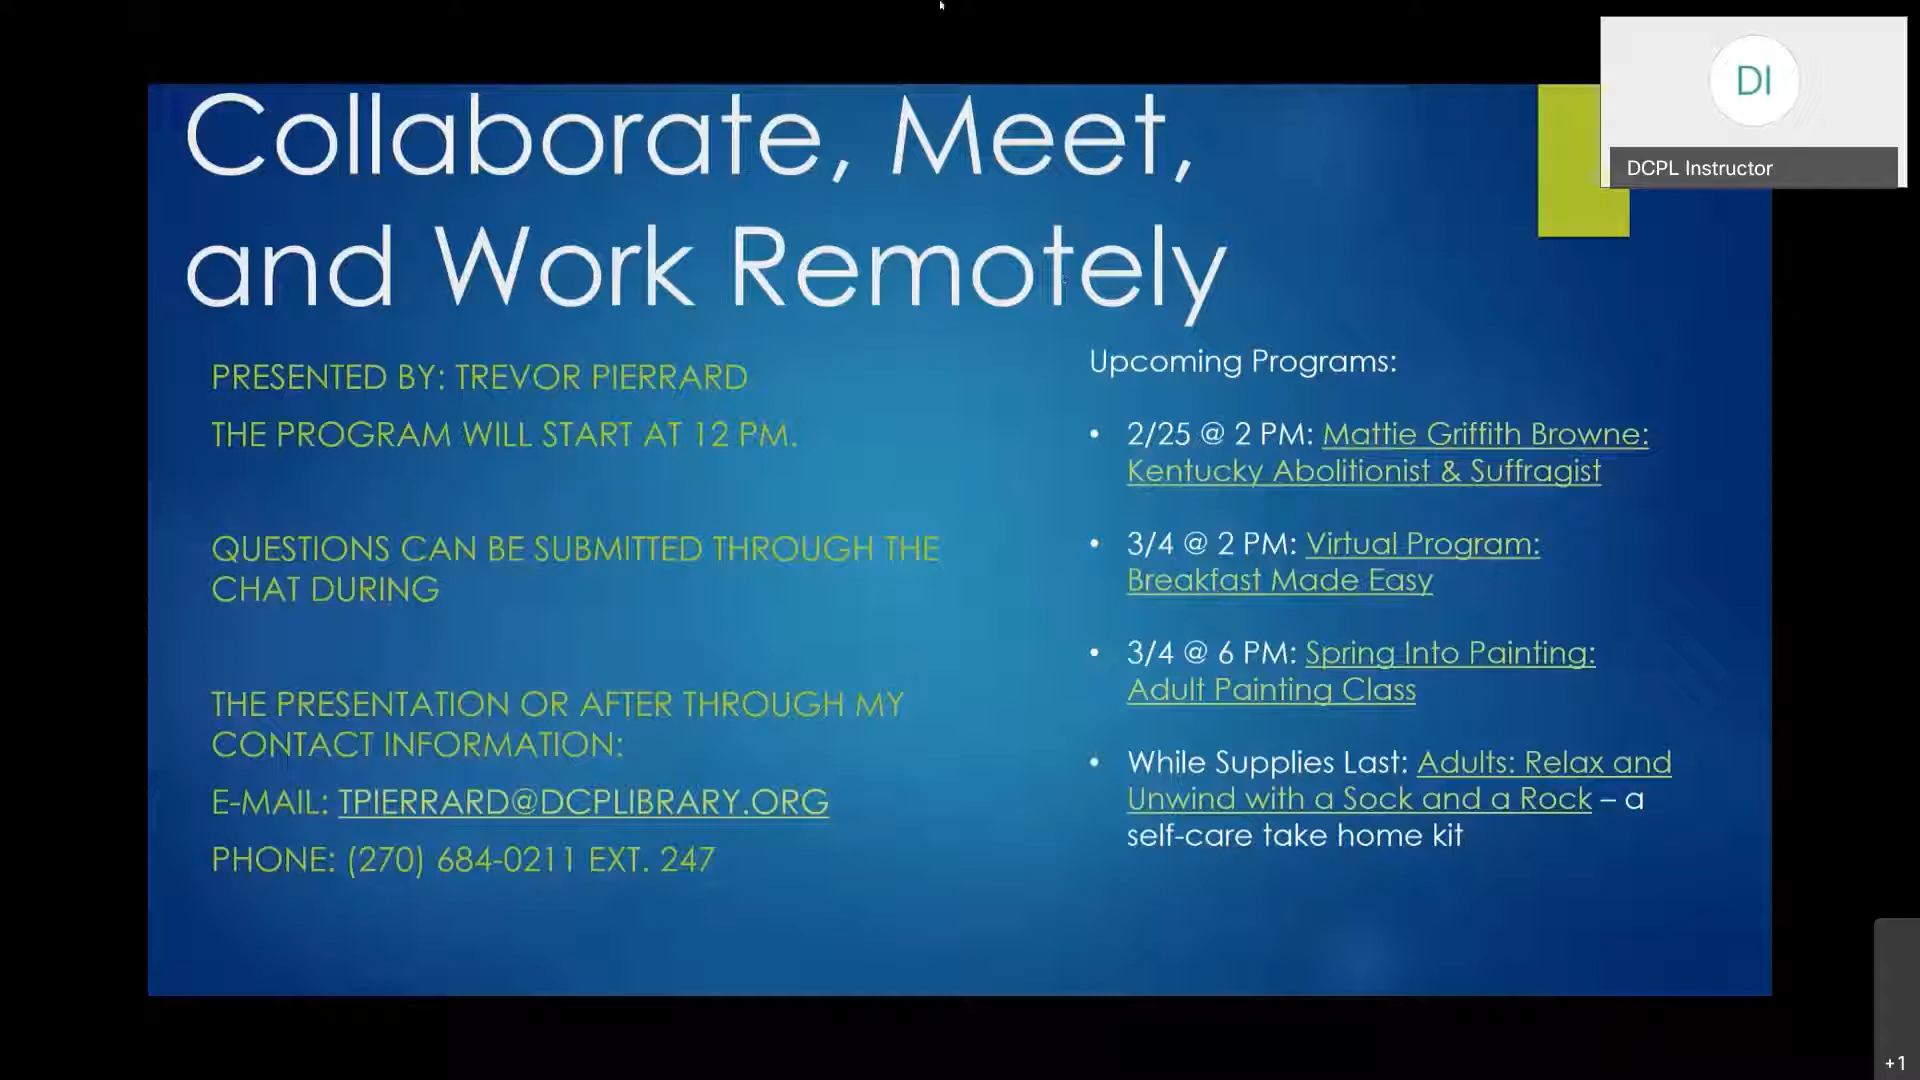 Collaborate, Meet,
and Work Remotely
PRESENTED BY: TREVOR PIERRARD
THE PROGRAM WILL START AT 12 PM.
QUESTIONS CAN BE SUBMITTED THROUGH THE
CHAT DURING
THE PRESENTATION OR AFTER THROUGH MY
CONTACT INFORMATION:
E-MAIL: TPIERRARD@DCPLIBRARY.ORG
PHONE: (270) 684-0211 EXT. 247
Upcoming Programs:
• 2/25 @ 2 PM: Mattie Griffith Browne:
Kentucky Abolitionist & Suffragist
• 3/4 @ 2 PM: Virtual Program:
Breakfast Made Easy
• 3/4 @ 6 PM: Spring Into Painting:
Adult Painting Class
• While Supplies Last: Adults: Relax and
Unwind with a Sock and a Rock – a
self-care take home kit
DI
DCPL Instructor
+1